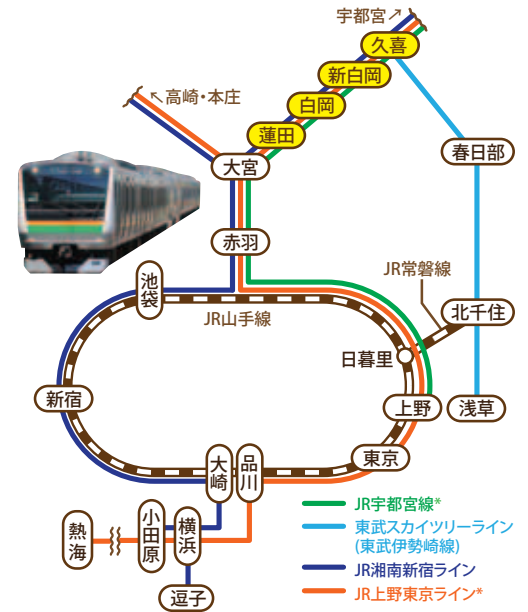 宇都宮↗
久喜
新白岡
↖高崎・本庄
白岡
蓮田
大宮
春日部
赤羽
JR常磐線
池袋
JR山手線
北千住
日暮里
新宿
上野
浅草
大崎
品川
東京
熱海
小田原
横浜
逗子
JR宇都宮線*
東武スカイツリーライン
(東武伊勢崎線)
JR湘南新宿ライン
JR上野東京ライン*